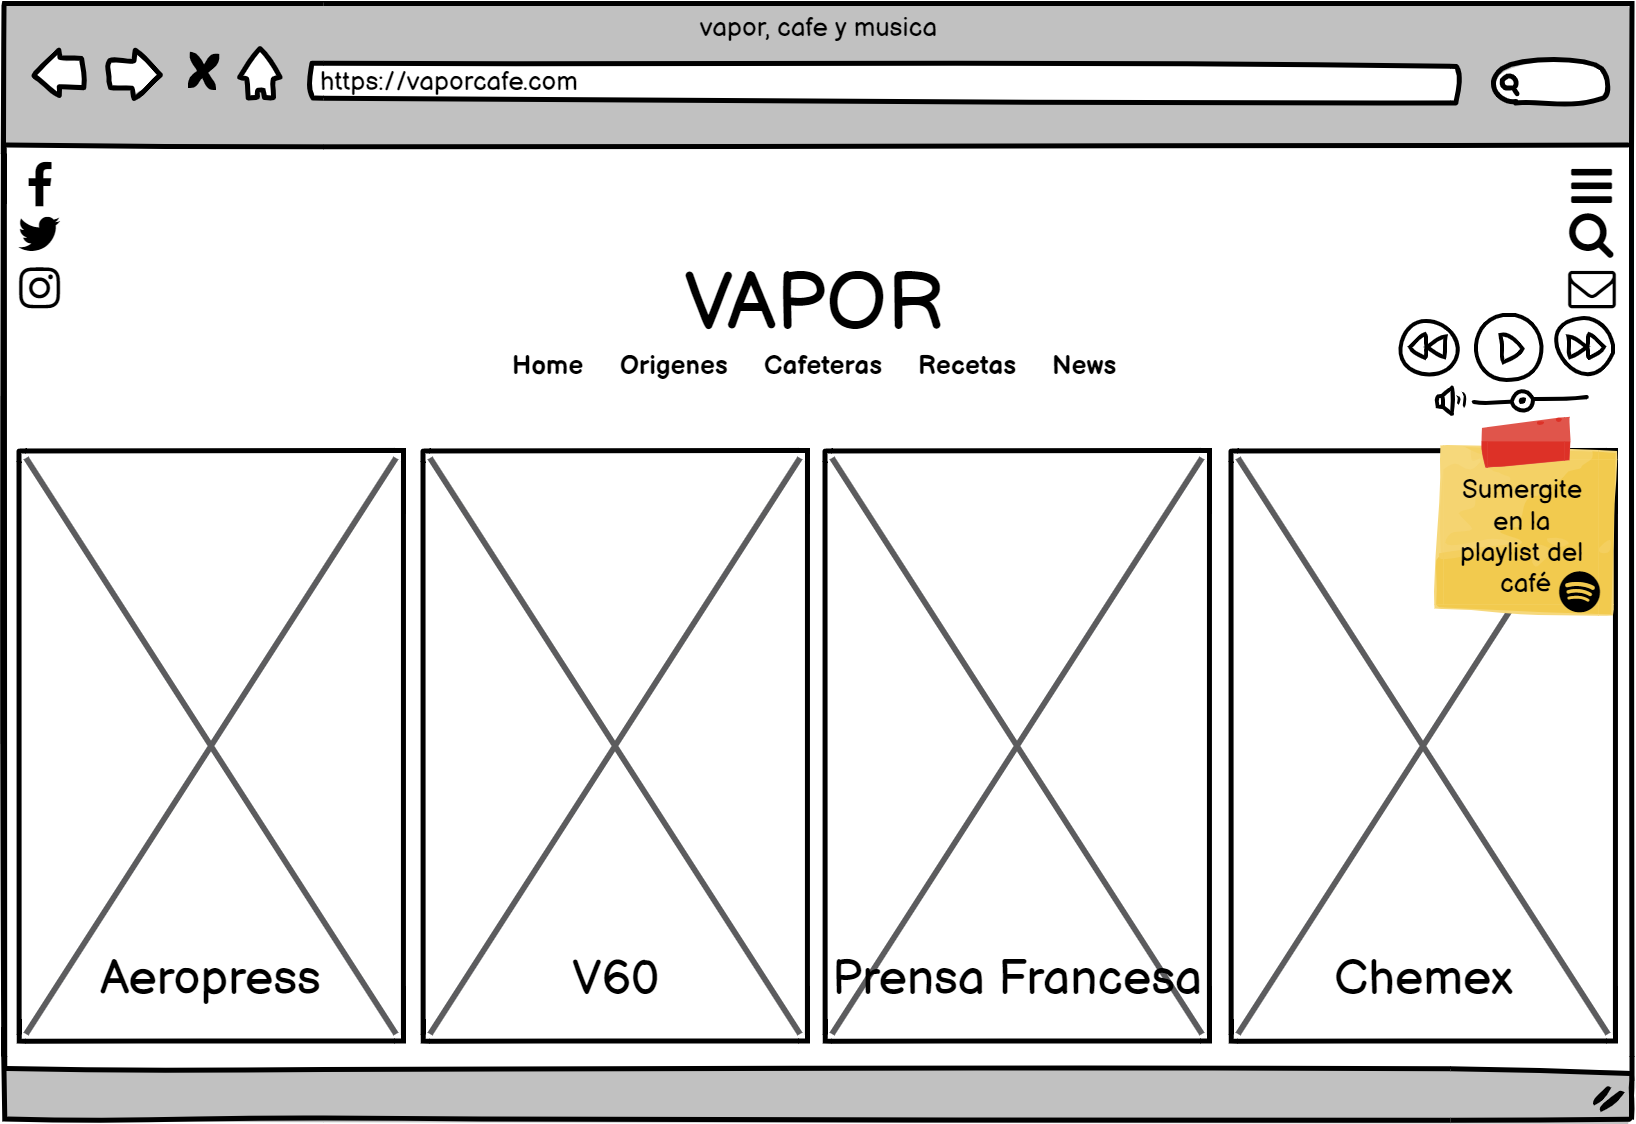 vapor, cafe y musica
https://vaporcafe.com
VAPOR
Home Origenes Cafeteras Recetas News
Sumergite
en la
playlist del
café
Aeropress
V60
Prensa Francesa
Chemex